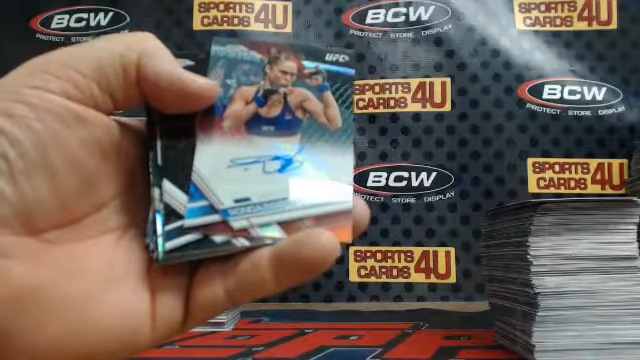 BCW
PROTECT . STORE . DISPLAY
SPORTS
CARDS 4U
BCW
PROTECT . STORE . DISPLAY
SPORTS
CARDS 4U
UFC
SPORTS
CARDS 4U
BCW
PROTECT . STORE . DISPLAY
BCW
PROTECT . STORE . DISPLAY
SPORTS
CARDS 4U
SPORTS
CARDS 4U
TOPPS